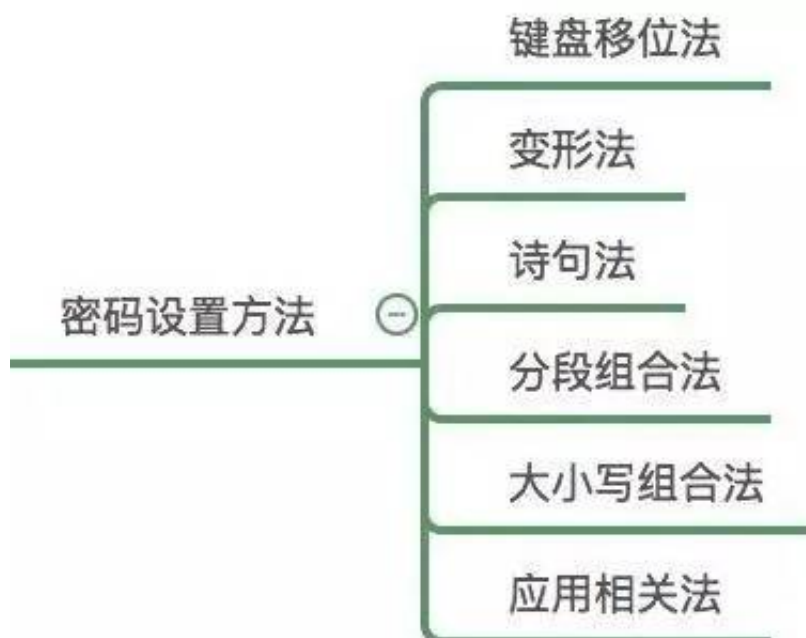 键盘移位法
变形法
诗句法
密码设置方法
分段组合法
大小写组合法
应用相关法